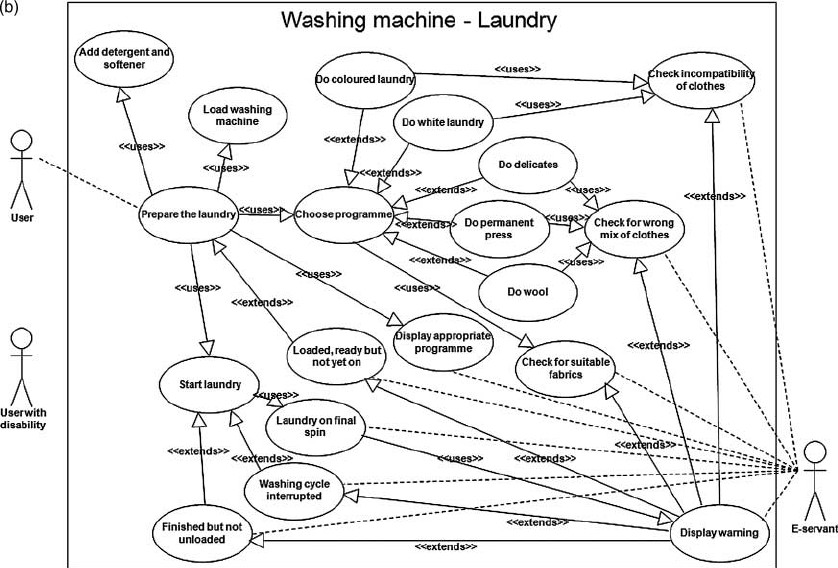 (b)
Washing machine - Laundry
Add detergent and
softener
Do coloured laundry
<<uses>>
Check incompatibility
of clothes
Load washing
machine
Do white laundry
<<uses>>
<<uses>>
<<extends>>
Do delicates
<<uses>>
<<extends>>
<<extends>>
<<uses>>
<<extends>>
User
Prepare the laundry
<<uses>>
Choose programme
<<extends>>
Do permanent
press
<<uses>>
Check for wrong
mix of clothes
<<extends>>
<<uses>>
<<uses>>
<<uses>>
<<uses>>
Do wool
<<extends>>
Display appropriate
programme
<<extends>>
Loaded, ready but
not yet on
Check for suitable
fabrics
Start laundry
<<uses>>
User with
disability
Laundry on final
spin
<<extends>>
<<extends>>
<<extends>>
<<uses>>
<<extends>>
Washing cycle
interrupted
<<extends>>
Finished but not
unloaded
Display warning
E-servant
<<extends>>